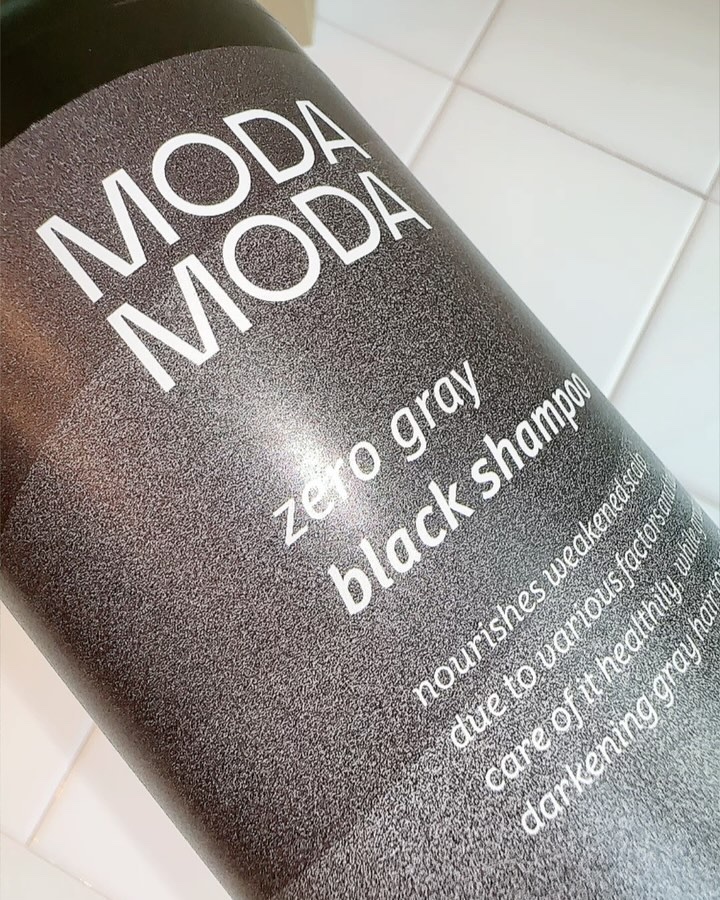 MODA
MODA
zero gray
black shampoo
nourishes weakened scalp
due to various factors and
care of it healthly, while
darkening gray hair